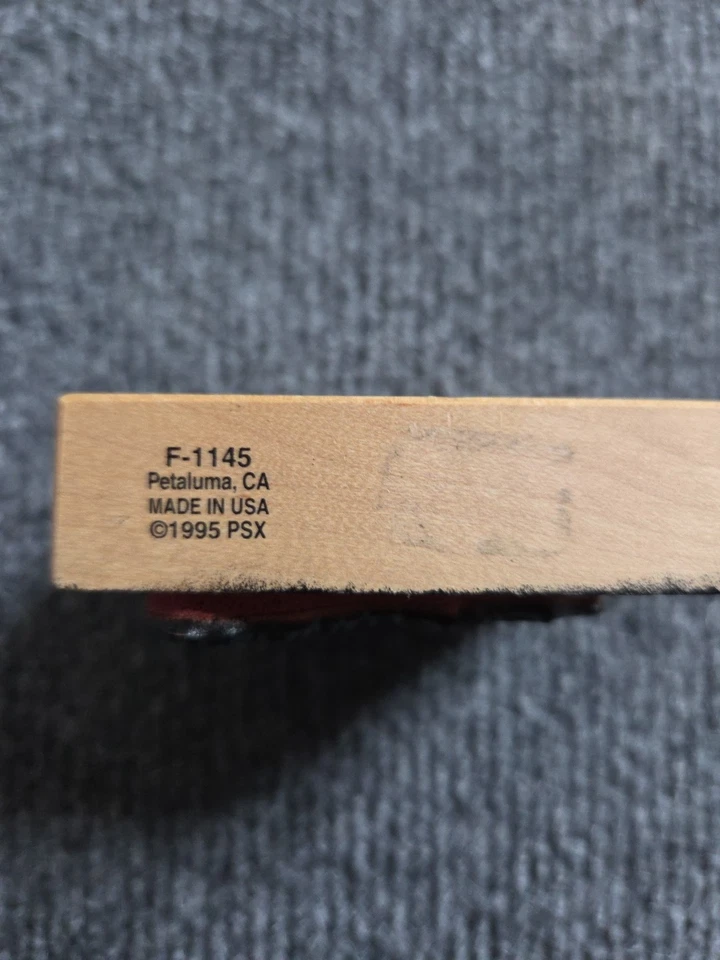 F-1145
Petaluma, CA
MADE IN USA
©1995 PSX